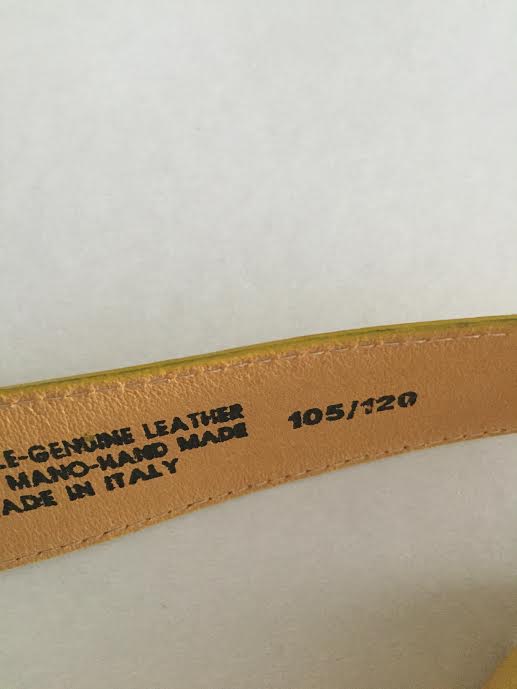 LE-GENUINE LEATHER
MANO-HAND MADE
ADE IN ITALY
105/120